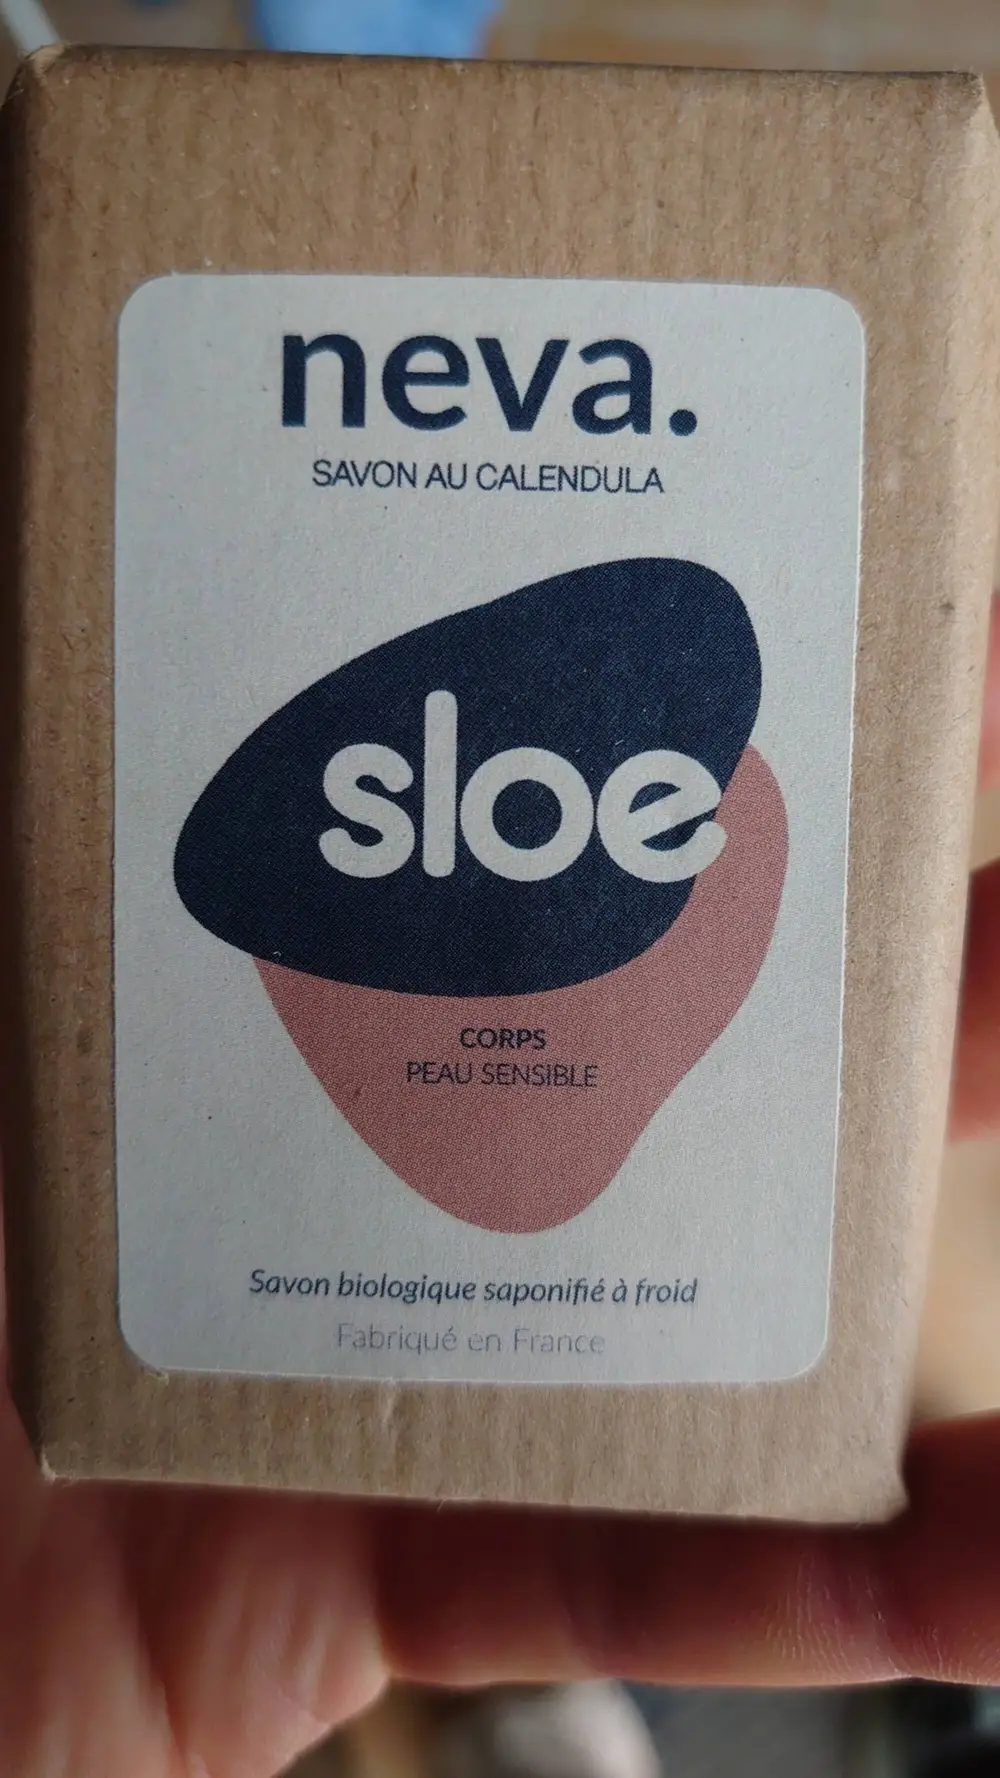 neva.
SAVON AU CALENDULA
sloe
CORPS
PEAU SENSIBLE
Savon biologique saponifié à froid
Fabriqué en France